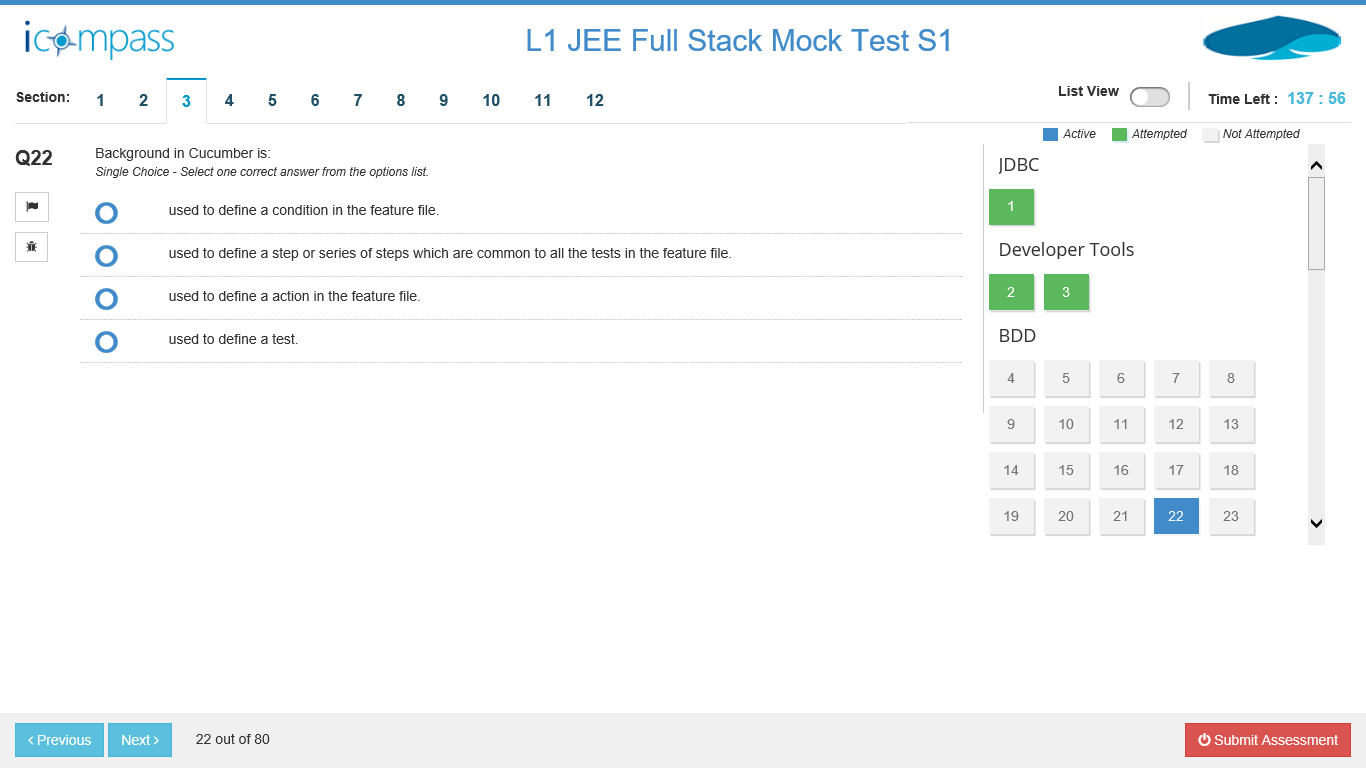 icompass
L1 JEE Full Stack Mock Test S1
Section: 1 2 3 4 5 6 7 8 9 10 11 12
List View
Time Left : 137 : 56
Active Attempted Not Attempted
Q22
Background in Cucumber is:
Single Choice - Select one correct answer from the options list.
used to define a condition in the feature file.
used to define a step or series of steps which are common to all the tests in the feature file.
used to define a action in the feature file.
used to define a test.
JDBC
1
Developer Tools
2 3
BDD
4 5 6 7 8
9 10 11 12 13
14 15 16 17 18
19 20 21 22 23
‹ Previous
Next ›
22 out of 80
Submit Assessment